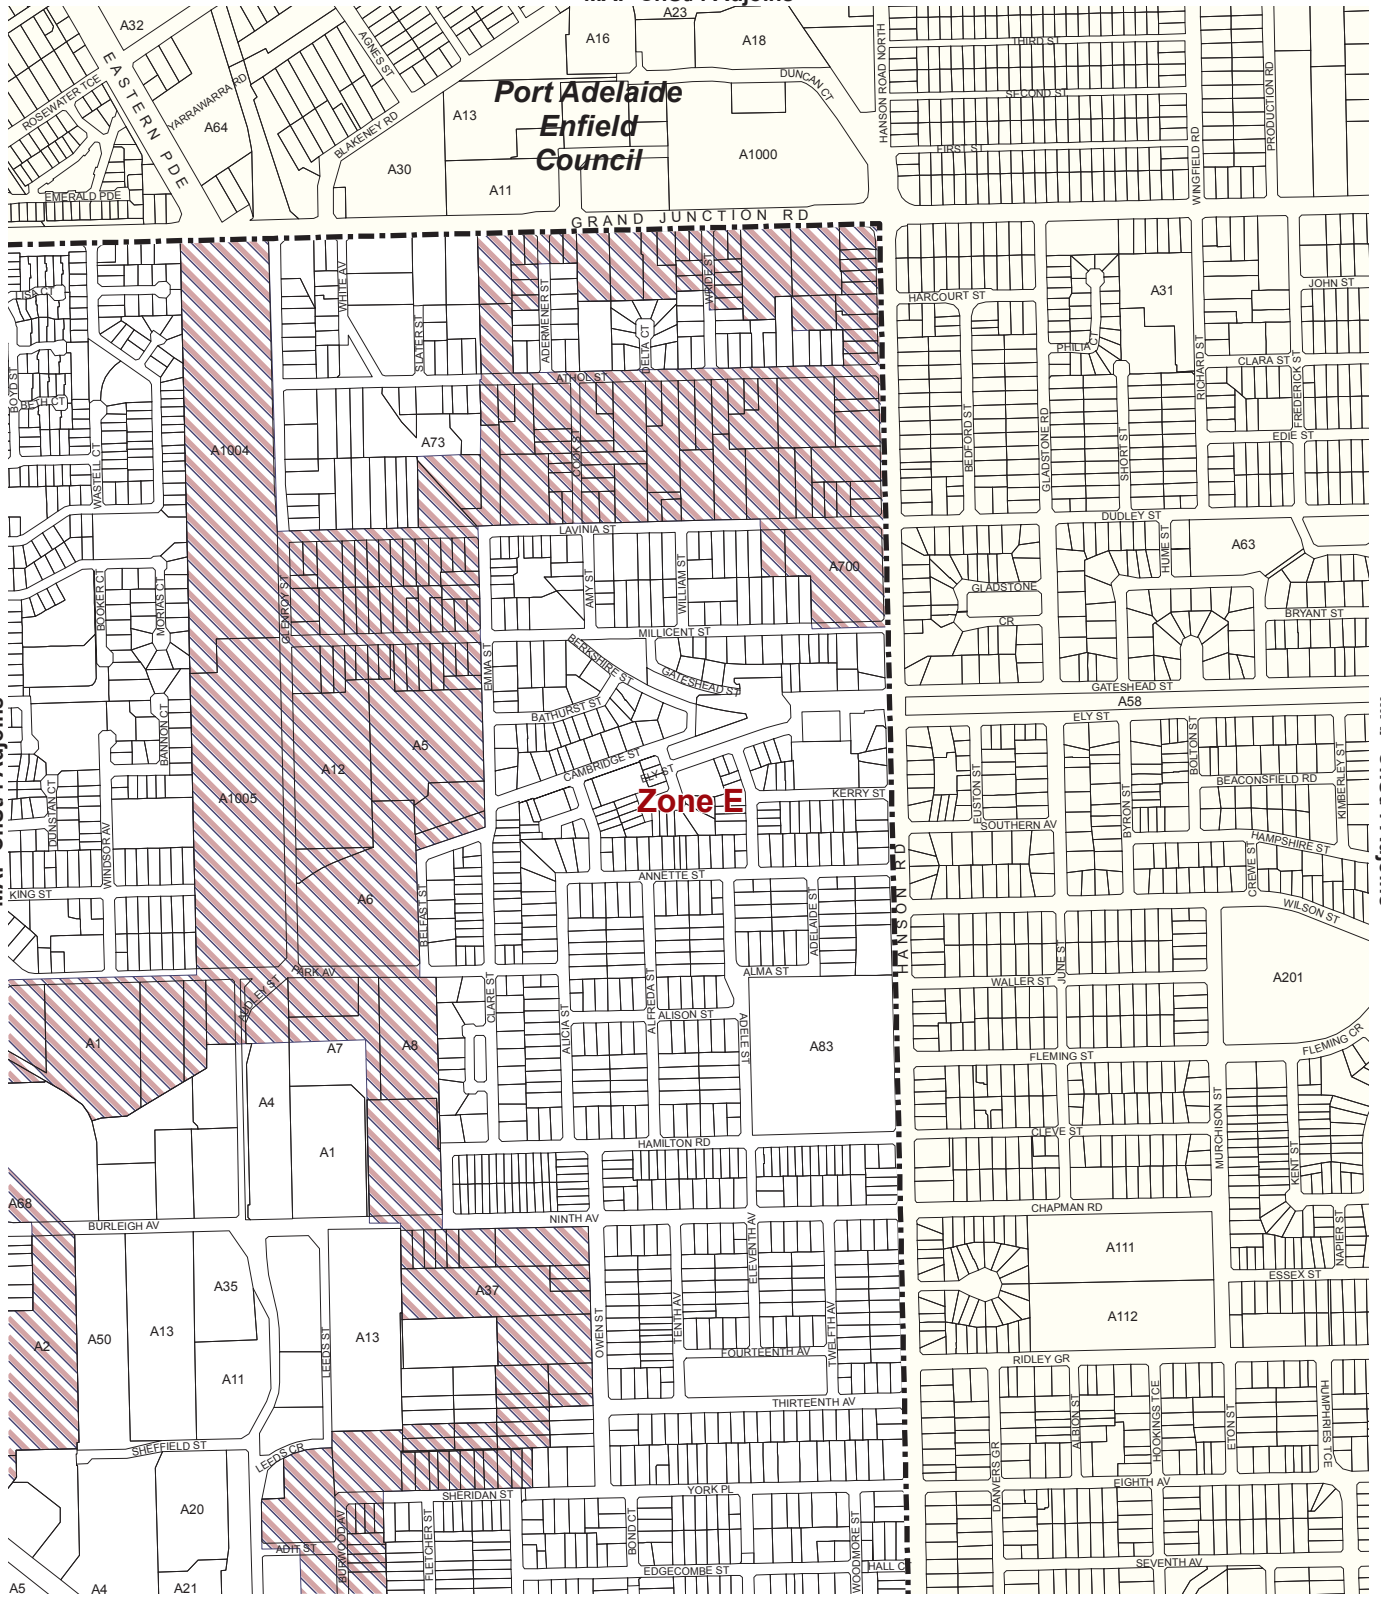 A23
A32
A16
A18
THIRD ST
AGNES ST
HANSON ROAD NORTH
PRODUCTION RD
EASTERN PDE
ROSEWATER TCE
YARRAWARRA RD
DUNCAN CT
Port Adelaide
Enfield
Council
SECOND ST
A64
A13
BLAKENEY RD
A30
A11
A1000
FIRST ST
WINGFIELD RD
EMERALD PDE
GRAND JUNCTION RD
LISA CT
WHITE AV
SLATER ST
ADERMENER ST
DELTA CT
WRIDE ST
HARCOURT ST
A31
JOHN ST
PHILIA CT
RICHARD ST
CLARA ST
FREDERICK ST
BOYD ST
BETH CT
ATHOL ST
BEDFORD ST
GLADSTONE RD
SHORT ST
EDIE ST
WASTELL CT
A1004
A73
COOK ST
LAVINIA ST
DUDLEY ST
HUME ST
A63
A700
BOOKER CT
MORIAS CT
GLENROY ST
AMY ST
WILLIAM ST
GLADSTONE
CR
BRYANT ST
MILLICENT ST
EMMA ST
BERKSHIRE ST
GATESHEAD ST
GATESHEAD ST
A58
BATHURST ST
ELY ST
BANNON CT
A5
A12
CAMBRIDGE ST
ELY ST
BOLTON ST
BEACONSFIELD RD
KIMBERLEY ST
DUNSTAN CT
A1005
Zone E
KERRY ST
EUSTON ST
SOUTHERN AV
BYRON ST
HAMPSHIRE ST
WINDSOR AV
KING ST
A6
BELFAST ST
ANNETTE ST
ADELAIDE ST
HANSON RD
CREWE ST
WILSON ST
PARK AV
AUDLEY ST
CLARE ST
ALMA ST
WALLER ST
JUNE ST
A201
A1
A7
A8
ALICIA ST
ALFREDA ST
ALISON ST
ADELE ST
A83
FLEMING ST
FLEMING CR
A4
A1
HAMILTON RD
CLEVE ST
MURCHISON ST
KENT ST
A68
BURLEIGH AV
NINTH AV
CHAPMAN RD
NAPIER ST
A35
A37
ELEVENTH AV
A111
ESSEX ST
A2
A50
A13
A13
A11
LEEDS ST
OWEN ST
TENTH AV
TWELFTH AV
A112
FOURTEENTH AV
RIDLEY GR
THIRTEENTH AV
ALBION ST
HOOKINGS TCE
ETON ST
HUMPHRIES TCE
SHEFFIELD ST
LEEDS CR
DANVERS GR
EIGHTH AV
SHERIDAN ST
YORK PL
A20
BURWOOD AV
FLETCHER ST
BOND CT
WOODMORE ST
ADIT ST
EDGECOMBE ST
HALL CT
SEVENTH AV
A5
A4
A21